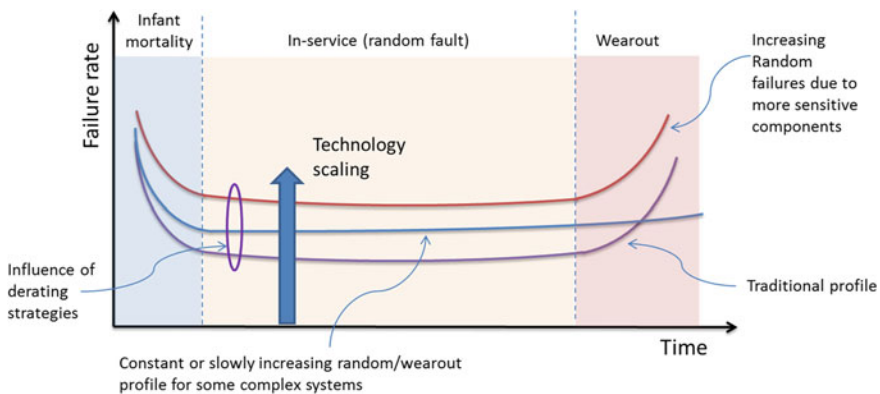 Infant
mortality
In-service (random fault)
Wearout
Increasing
Random
failures due to
more sensitive
components
Failure rate
Technology
scaling
Influence of
derating
strategies
Traditional profile
Time
Constant or slowly increasing random/wearout
profile for some complex systems